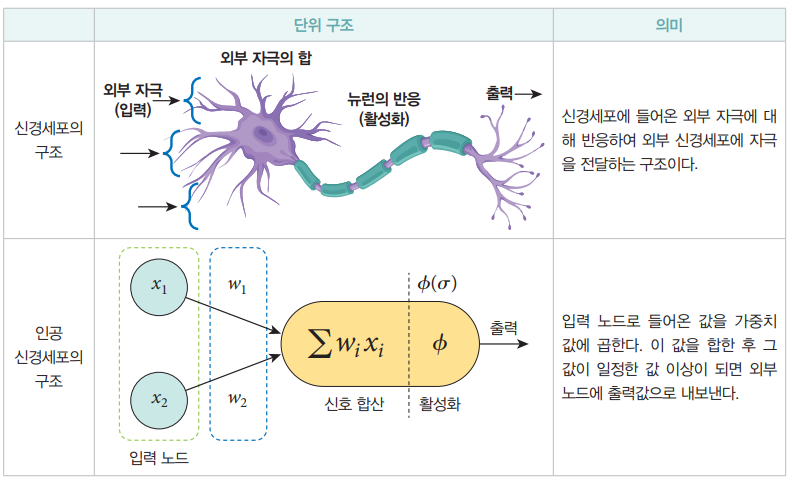 단위 구조
의미
신경세포의
구조
외부 자극의 합
외부 자극
(입력)
뉴런의 반응
(활성화)
출력
신경세포에 들어온 외부 자극에 대
해 반응하여 외부 신경세포에 자극
을 전달하는 구조이다.
인공
신경세포의
구조
x₁
w₁
x₂
w₂
∑wᵢxᵢ
ϕ(σ)
ϕ
출력
신호 합산
활성화
입력 노드
입력 노드로 들어온 값을 가중치
값에 곱한다. 이 값을 합한 후 그
값이 일정한 값 이상이 되면 외부
노드에 출력값으로 내보낸다.